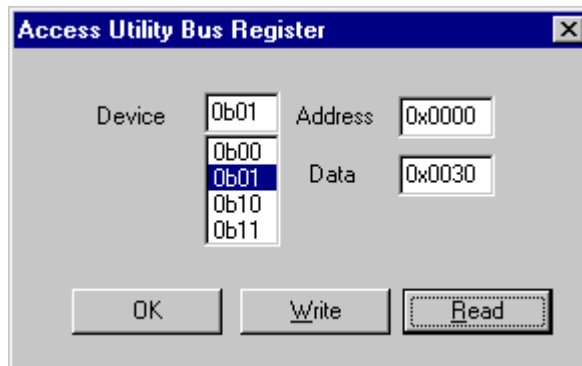 Access Utility Bus Register
Device 0b01 Address 0x0000
0b00
0b01 Data 0x0030
0b10
0b11
OK Write Read